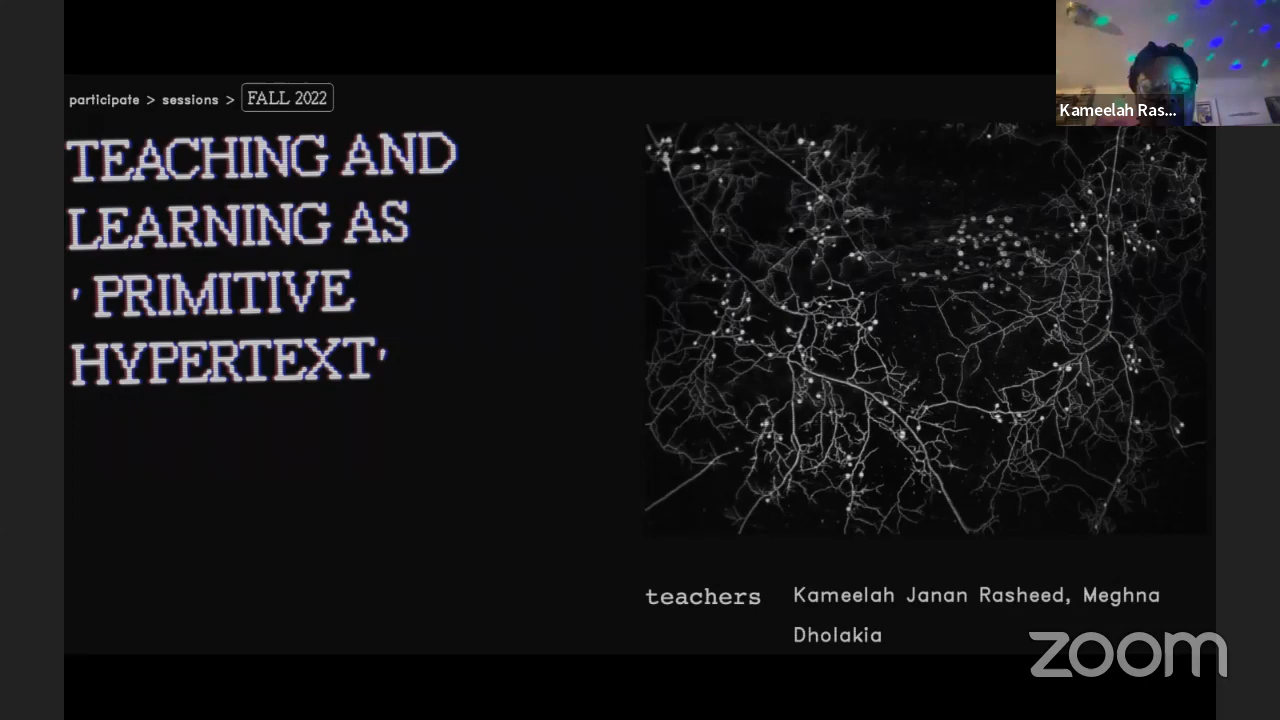 participate > sessions > FALL 2022
TEACHING AND
LEARNING AS
' PRIMITIVE
HYPERTEXT'
Kameelah Ras...
teachers Kameelah Janan Rasheed, Meghna
Dholakia
zoom